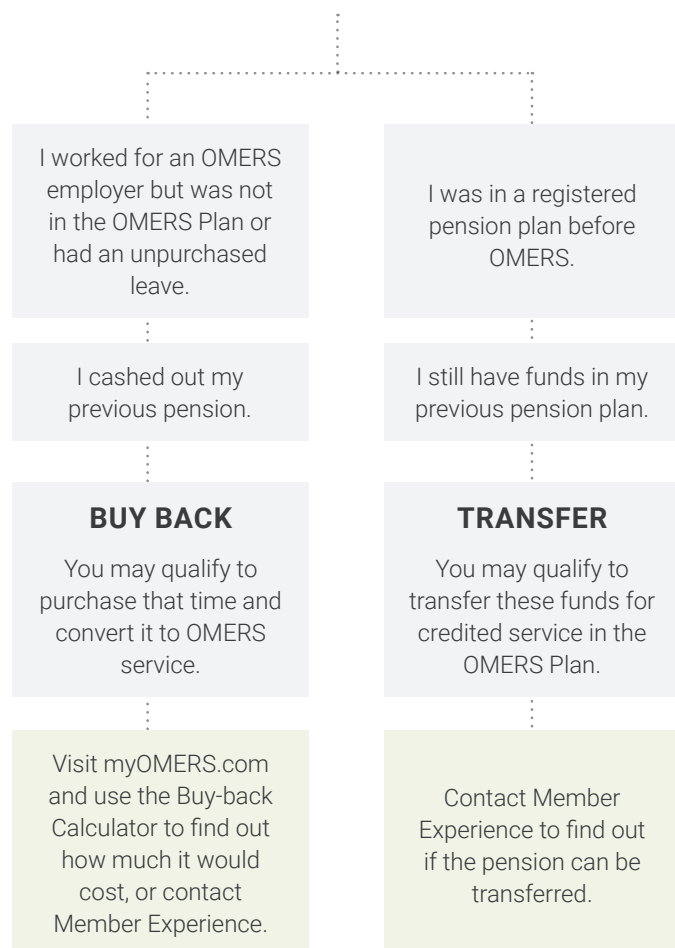 I worked for an OMERS
employer but was not
in the OMERS Plan or
had an unpurchased
leave.
I cashed out my
previous pension.
BUY BACK
You may qualify to
purchase that time and
convert it to OMERS
service.
Visit myOMERS.com
and use the Buy-back
Calculator to find out
how much it would
cost, or contact
Member Experience.
I was in a registered
pension plan before
OMERS.
I still have funds in my
previous pension plan.
TRANSFER
You may qualify to
transfer these funds for
credited service in the
OMERS Plan.
Contact Member
Experience to find out
if the pension can be
transferred.